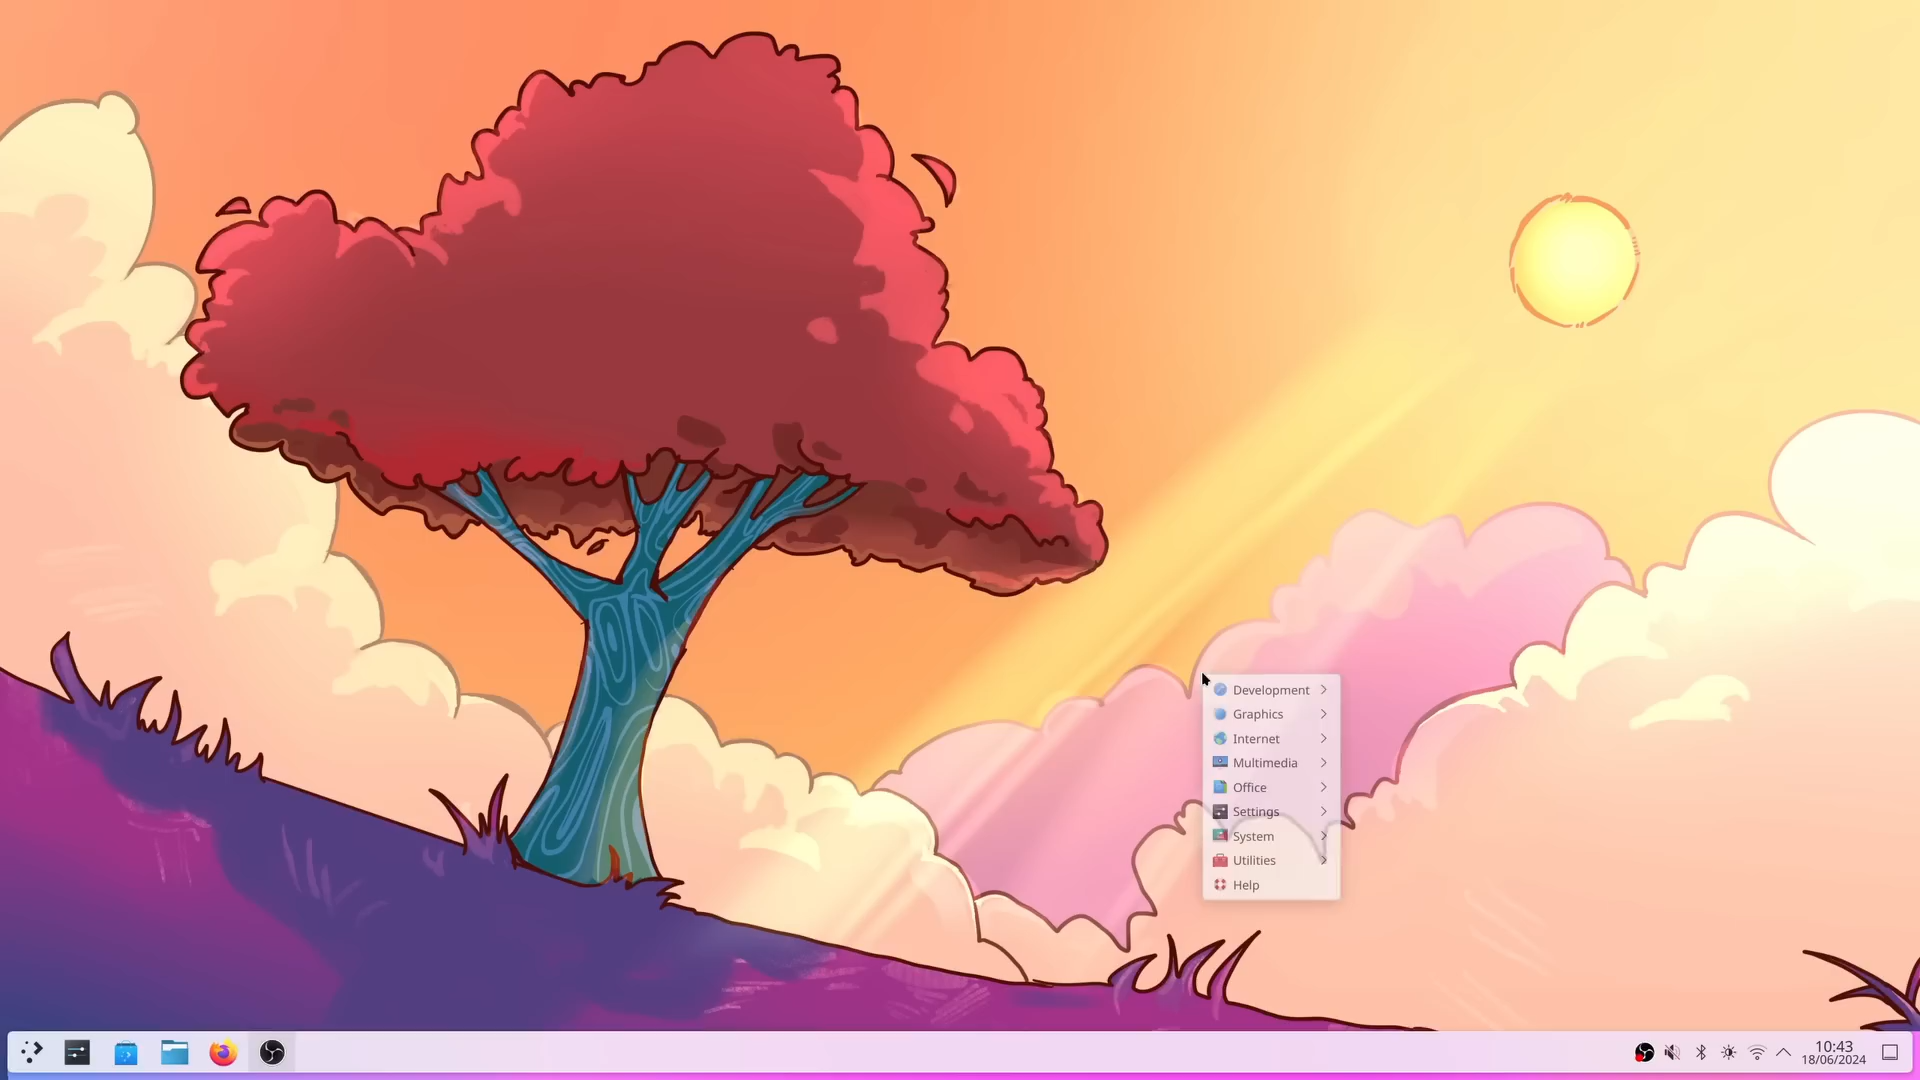 Development
Graphics
Internet
Multimedia
Office
Settings
System
Utilities
Help
10:43
18/06/2024